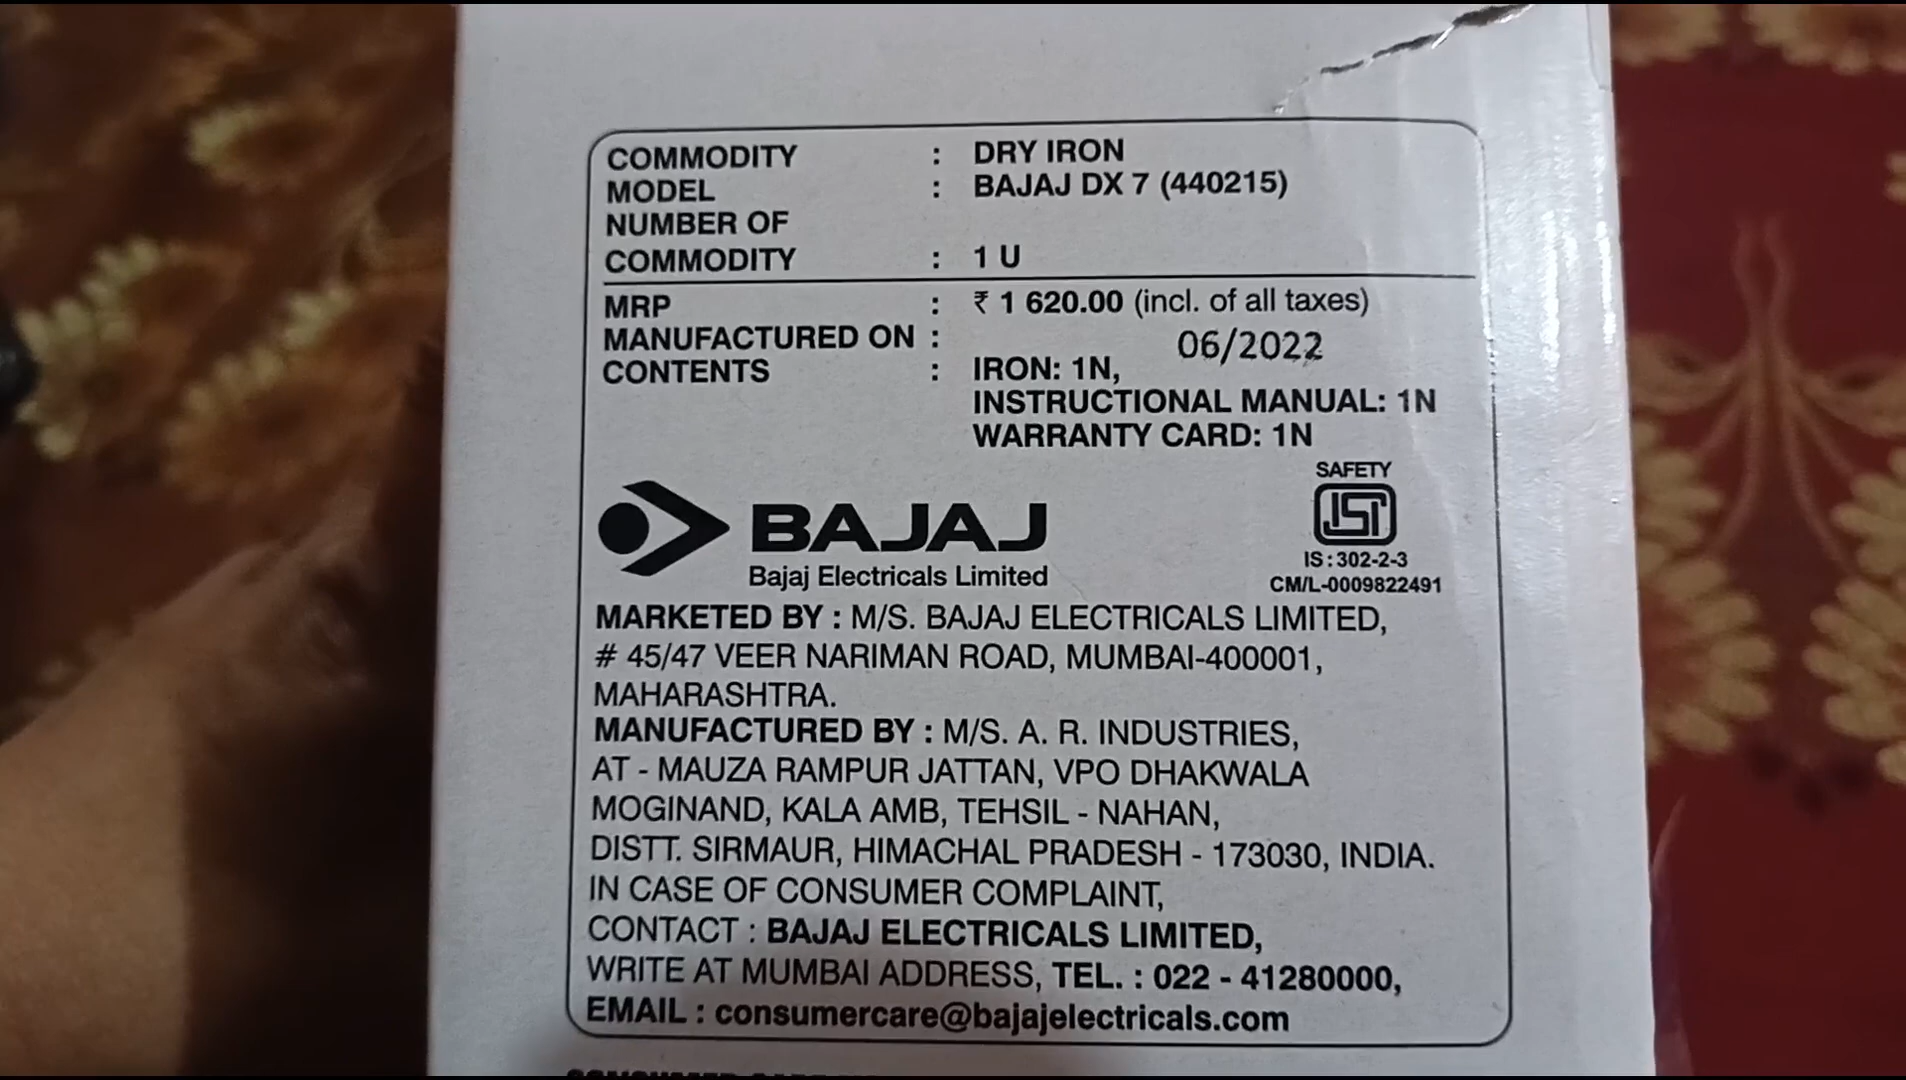 COMMODITY : DRY IRON
MODEL : BAJAJ DX 7 (440215)
NUMBER OF
COMMODITY : 1 U
MRP : ₹ 1 620.00 (incl. of all taxes)
MANUFACTURED ON : 06/2022
CONTENTS : IRON: 1N,
INSTRUCTIONAL MANUAL: 1N
WARRANTY CARD: 1N
SAFETY
ISI
IS : 302-2-3
CM/L-0009822491
BAJAJ
Bajaj Electricals Limited
MARKETED BY : M/S. BAJAJ ELECTRICALS LIMITED,
# 45/47 VEER NARIMAN ROAD, MUMBAI-400001,
MAHARASHTRA.
MANUFACTURED BY : M/S. A. R. INDUSTRIES,
AT - MAUZA RAMPUR JATTAN, VPO DHAKWALA
MOGINAND, KALA AMB, TEHSIL - NAHAN,
DISTT. SIRMAUR, HIMACHAL PRADESH - 173030, INDIA.
IN CASE OF CONSUMER COMPLAINT,
CONTACT : BAJAJ ELECTRICALS LIMITED,
WRITE AT MUMBAI ADDRESS, TEL. : 022 - 41280000,
EMAIL : consumercare@bajajelectricals.com